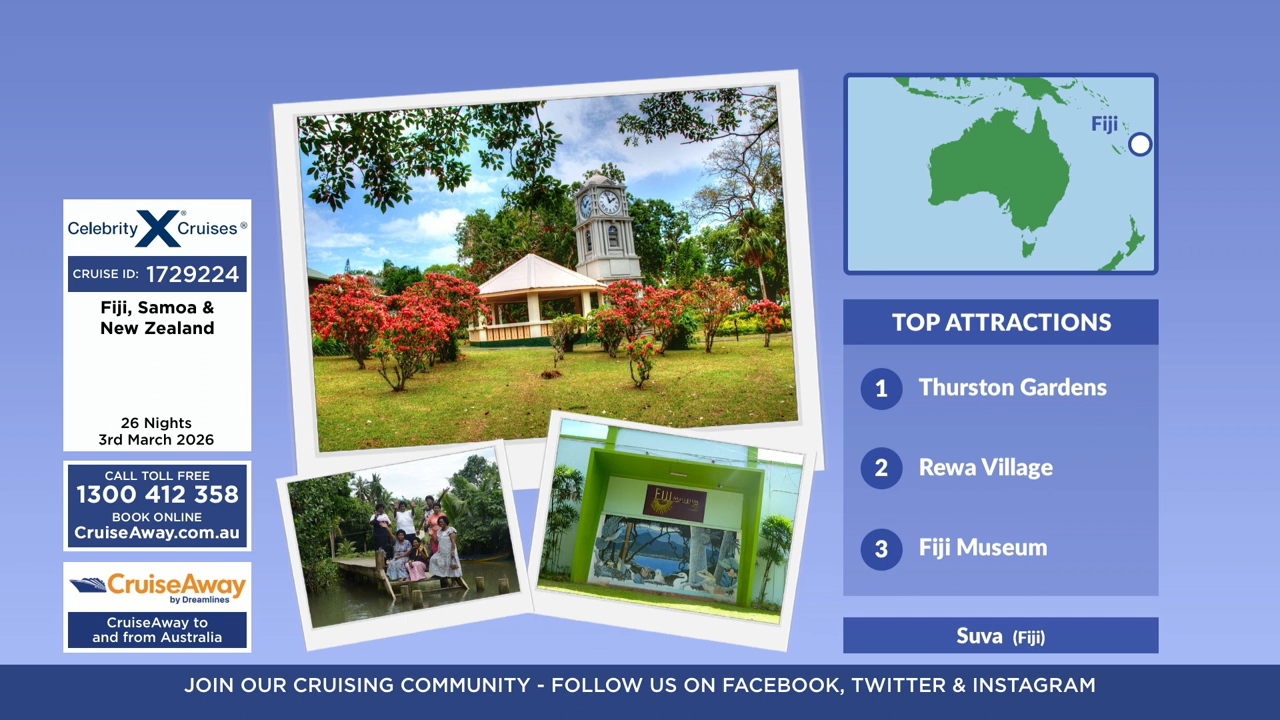 Celebrity X Cruises®
CRUISE ID: 1729224
Fiji, Samoa &
New Zealand
26 Nights
3rd March 2026
CALL TOLL FREE
1300 412 358
BOOK ONLINE
CruiseAway.com.au
CruiseAway
by Dreamlines
CruiseAway to
and from Australia
Fiji
TOP ATTRACTIONS
1 Thurston Gardens
2 Rewa Village
3 Fiji Museum
Suva (Fiji)
JOIN OUR CRUISING COMMUNITY - FOLLOW US ON FACEBOOK, TWITTER & INSTAGRAM